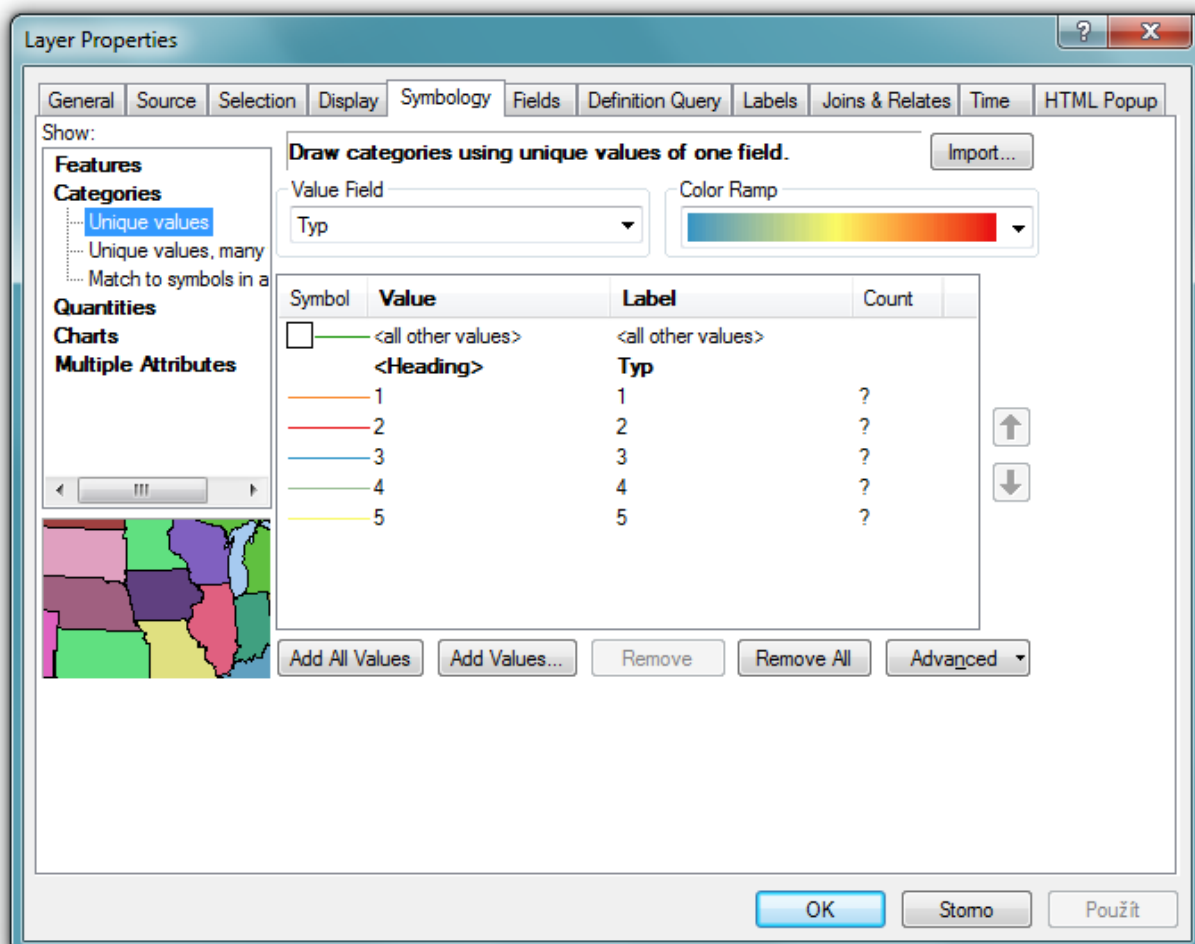 Layer Properties
?
x
General Source Selection Display Symbology Fields Definition Query Labels Joins & Relates Time HTML Popup
Show:
Features
Categories
Unique values
Unique values, many
Match to symbols in a
Quantities
Charts
Multiple Attributes
Draw categories using unique values of one field.
Import...
Value Field
Typ
Color Ramp
Symbol Value Label Count
<all other values> <all other values>
<Heading> Typ
1 1 ?
2 2 ?
3 3 ?
4 4 ?
5 5 ?
Add All Values Add Values... Remove Remove All Advanced
OK Storno Použít